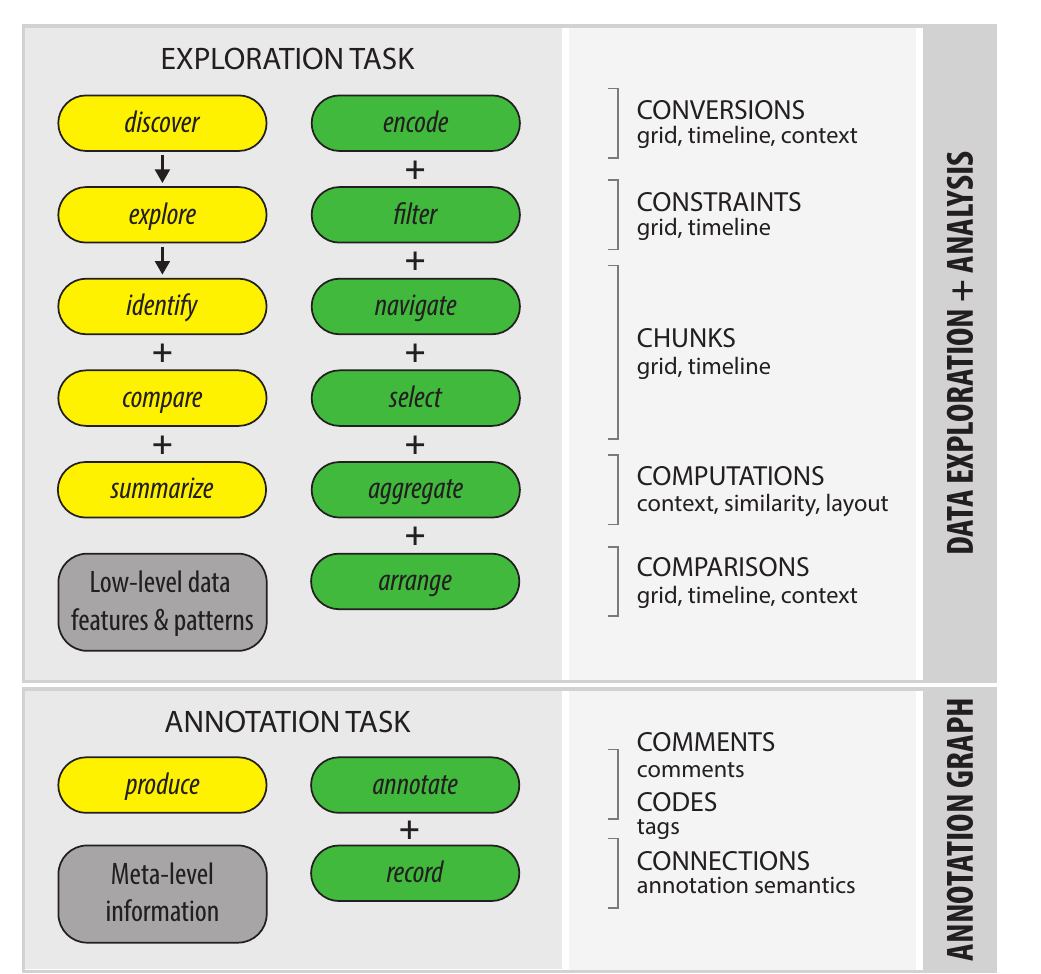 EXPLORATION TASK
discover
encode
+
explore
filter
+
identify
navigate
+
+
compare
select
+
+
summarize
aggregate
+
Low-level data
features & patterns
arrange
CONVERSIONS
grid, timeline, context
CONSTRAINTS
grid, timeline
CHUNKS
grid, timeline
COMPUTATIONS
context, similarity, layout
COMPARISONS
grid, timeline, context
DATA EXPLORATION + ANALYSIS
ANNOTATION TASK
produce
annotate
+
Meta-level
information
record
COMMENTS
comments
CODES
tags
CONNECTIONS
annotation semantics
ANNOTATION GRAPH